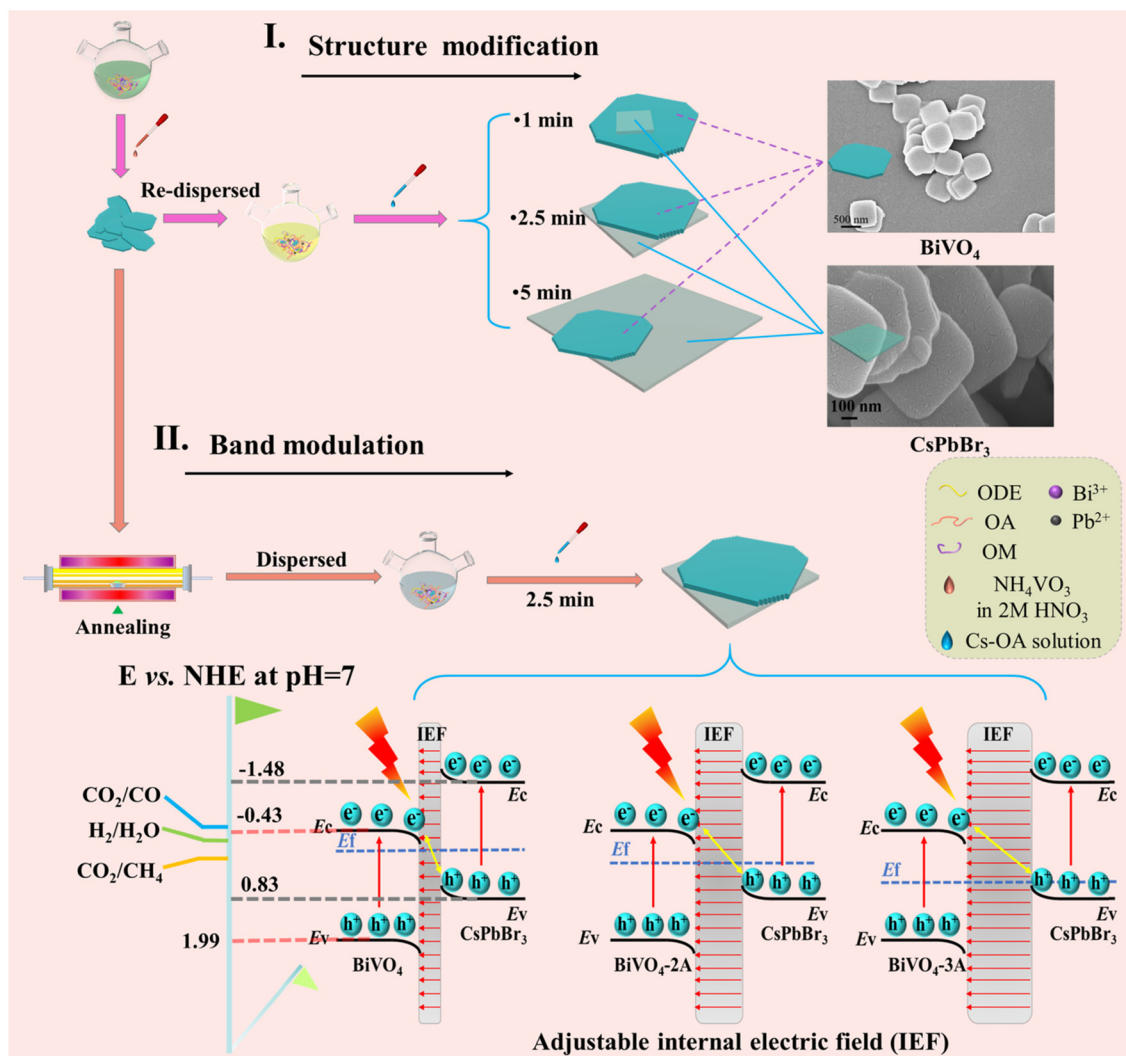 I. Structure modification
•1 min
Re-dispersed
•2.5 min
•5 min
500 nm
BiVO₄
100 nm
CsPbBr₃
II. Band modulation
Annealing
Dispersed
2.5 min
ODE
Bi³⁺
OA
Pb²⁺
OM
NH₄VO₃
in 2M HNO₃
Cs-OA solution
E vs. NHE at pH=7
-1.48
-0.43
0.83
1.99
CO₂/CO
H₂/H₂O
CO₂/CH₄
IEF
e⁻ e⁻ e⁻
Ec
e⁻ e⁻ e⁻
Ec
Ef
h⁺ h⁺ h⁺
Ev
CsPbBr₃
h⁺ h⁺ h⁺
Ev
BiVO₄
IEF
e⁻ e⁻ e⁻
Ec
e⁻ e⁻ e⁻
Ec
Ef
h⁺ h⁺ h⁺
Ev
CsPbBr₃
h⁺ h⁺ h⁺
Ev
BiVO₄-2A
IEF
e⁻ e⁻ e⁻
Ec
e⁻ e⁻ e⁻
Ec
Ef
h⁺ h⁺ h⁺
Ev
CsPbBr₃
h⁺ h⁺ h⁺
Ev
BiVO₄-3A
Adjustable internal electric field (IEF)